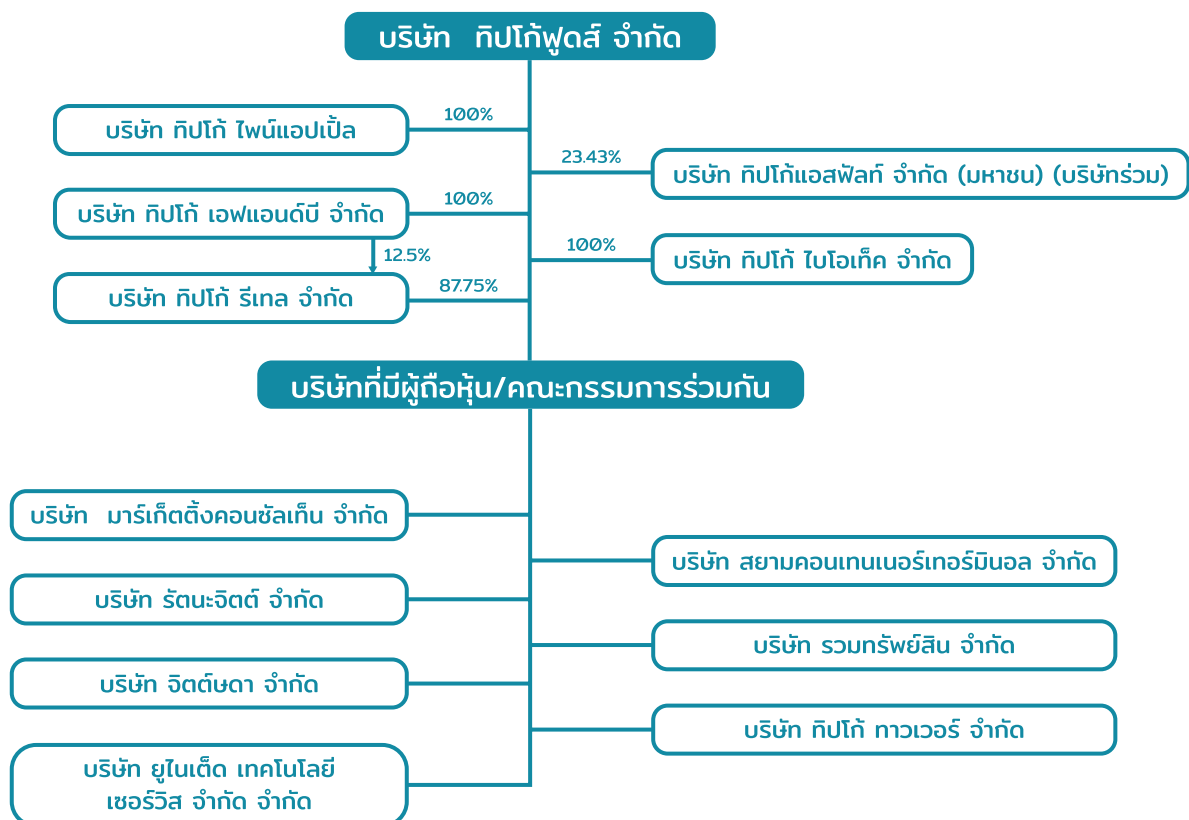 บริษัท ทิปโก้ฟูดส์ จำกัด
100%
บริษัท ทิปโก้ ไพน์แอปเปิ้ล
23.43%
บริษัท ทิปโก้แอสฟัลท์ จำกัด (มหาชน) (บริษัทร่วม)
100%
บริษัท ทิปโก้ เอฟแอนด์บี จำกัด
100%
บริษัท ทิปโก้ ไบโอเท็ค จำกัด
12.5%
87.75%
บริษัท ทิปโก้ รีเทล จำกัด
บริษัทที่มีผู้ถือหุ้น/คณะกรรมการร่วมกัน
บริษัท มาร์เก็ตติ้งคอนซัลเท็น จำกัด
บริษัท สยามคอนเทนเนอร์เทอร์มินอล จำกัด
บริษัท รัตนะจิตต์ จำกัด
บริษัท รวมทรัพย์สิน จำกัด
บริษัท จิตต์ษดา จำกัด
บริษัท ทิปโก้ ทาวเวอร์ จำกัด
บริษัท ยูไนเต็ด เทคโนโลยี
เซอร์วิส จำกัด จำกัด